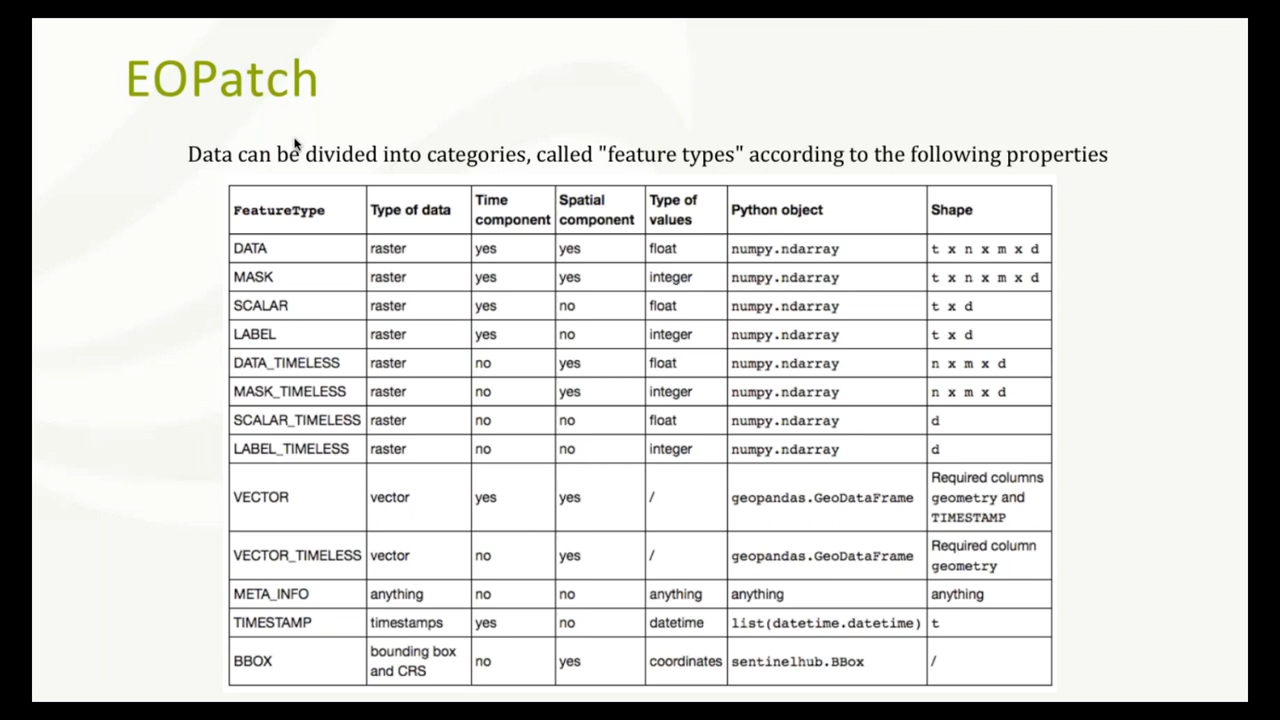 EOPatch
Data can be divided into categories, called "feature types" according to the following properties
FeatureType Type of data Time component Spatial component Type of values Python object Shape
DATA raster yes yes float numpy.ndarray t x n x m x d
MASK raster yes yes integer numpy.ndarray t x n x m x d
SCALAR raster yes no float numpy.ndarray t x d
LABEL raster yes no integer numpy.ndarray t x d
DATA_TIMELESS raster no yes float numpy.ndarray n x m x d
MASK_TIMELESS raster no yes integer numpy.ndarray n x m x d
SCALAR_TIMELESS raster no no float numpy.ndarray d
LABEL_TIMELESS raster no no integer numpy.ndarray d
VECTOR vector yes yes / geopandas.GeoDataFrame Required columns geometry and TIMESTAMP
VECTOR_TIMELESS vector no yes / geopandas.GeoDataFrame Required column geometry
META_INFO anything no no anything anything anything
TIMESTAMP timestamps yes no datetime list(datetime.datetime) t
BBOX bounding box and CRS no yes coordinates sentinelhub.BBox /